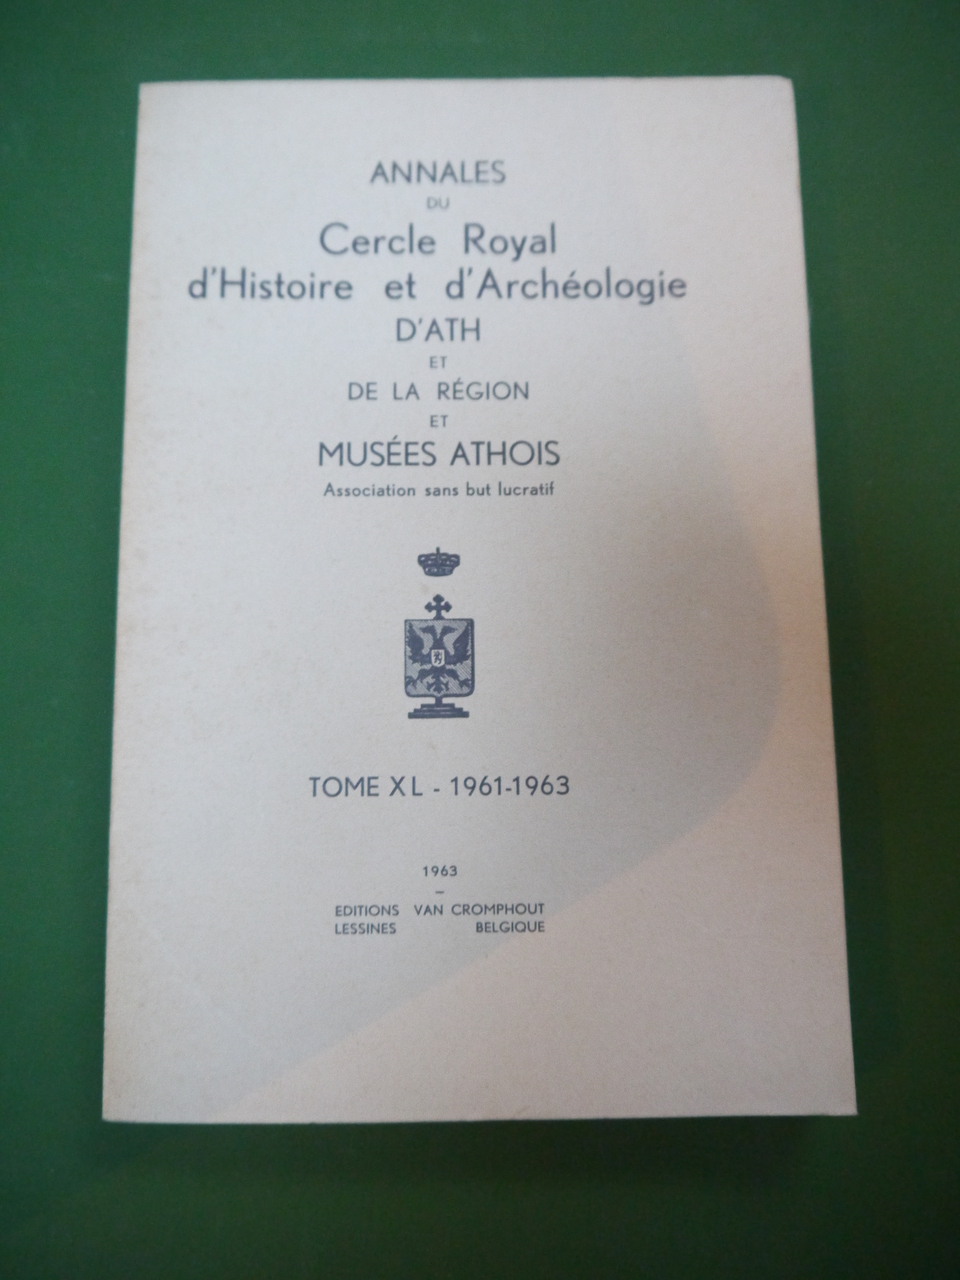 ANNALES
DU
Cercle Royal
d'Histoire et d'Archéologie
D'ATH
ET
DE LA RÉGION
ET
MUSÉES ATHOIS
Association sans but lucratif
TOME XL - 1961-1963
1963
–
EDITIONS VAN CROMPHOUT
LESSINES BELGIQUE